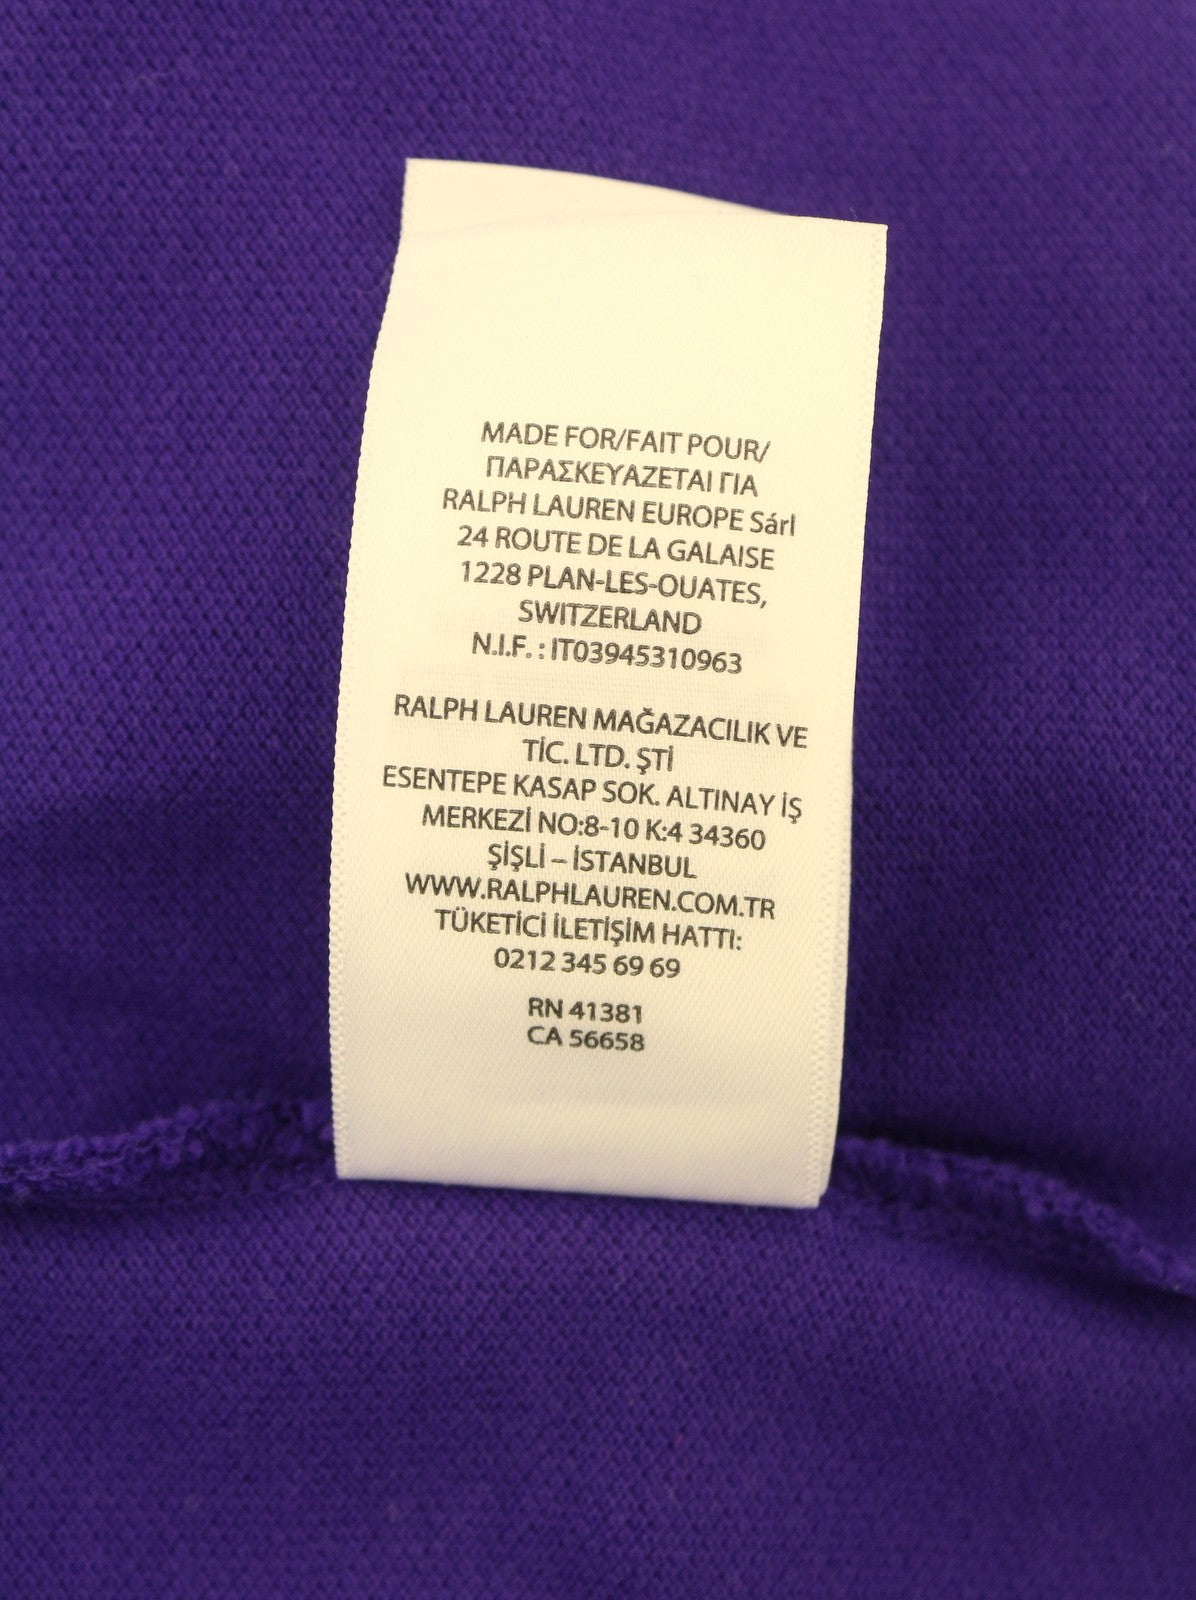 MADE FOR/FAIT POUR/
ΠΑΡΑΣΚΕΥΑΖΕΤΑΙ ΓΙΑ
RALPH LAUREN EUROPE Sárl
24 ROUTE DE LA GALAISE
1228 PLAN-LES-OUATES,
SWITZERLAND
N.I.F. : IT03945310963
RALPH LAUREN MAĞAZACILIK VE
TİC. LTD. ŞTİ
ESENTEPE KASAP SOK. ALTINAY İŞ
MERKEZİ NO:8-10 K:4 34360
ŞİŞLİ – İSTANBUL
WWW.RALPHLAUREN.COM.TR
TÜKETİCİ İLETİŞİM HATTI:
0212 345 69 69
RN 41381
CA 56658